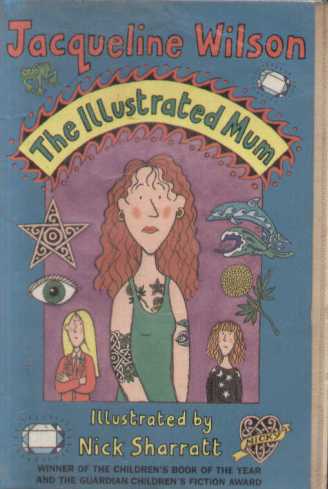 Jacqueline Wilson
The Illustrated Mum
MICKY
Illustrated by
Nick Sharratt
WINNER OF THE CHILDREN'S BOOK OF THE YEAR
AND THE GUARDIAN CHILDREN'S FICTION AWARD